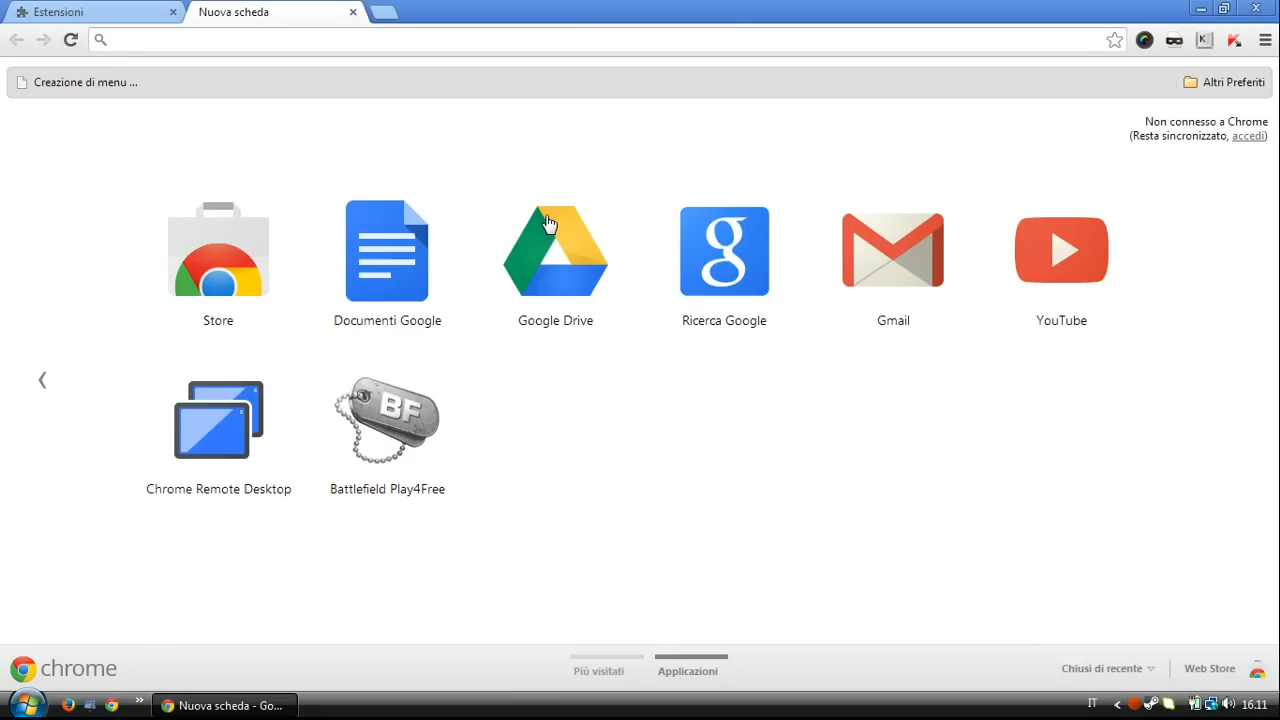 Estensioni
Nuova scheda
Creazione di menu ...
Altri Preferiti
Non connesso a Chrome
(Resta sincronizzato, accedi)
Store
Documenti Google
Google Drive
Ricerca Google
Gmail
YouTube
BF
Chrome Remote Desktop
Battlefield Play4Free
chrome
Più visitati
Applicazioni
Chiusi di recente
Web Store
Nuova scheda - Go...
IT
16.11